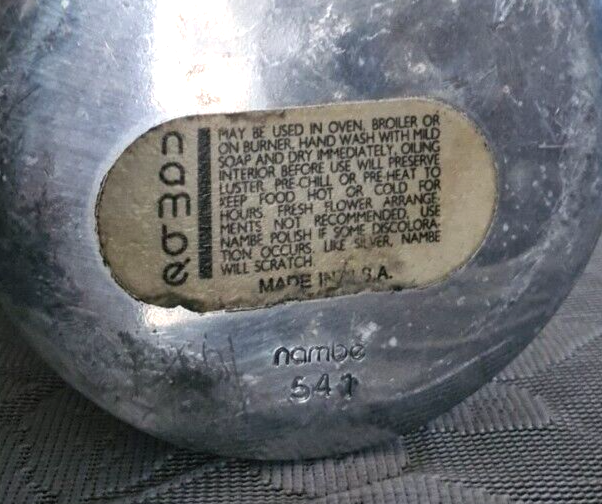 nambe
MAY BE USED IN OVEN, BROILER OR
ON BURNER. HAND WASH WITH MILD
SOAP AND DRY IMMEDIATELY. OILING
INTERIOR BEFORE USE WILL PRESERVE
LUSTER. PRE-CHILL OR PRE-HEAT TO
KEEP FOOD HOT OR COLD FOR
HOURS. FRESH FLOWER ARRANGE-
MENTS NOT RECOMMENDED. USE
NAMBE POLISH IF SOME DISCOLORA-
TION OCCURS. LIKE SILVER, NAMBE
WILL SCRATCH.
MADE IN U.S.A.
nambe
541